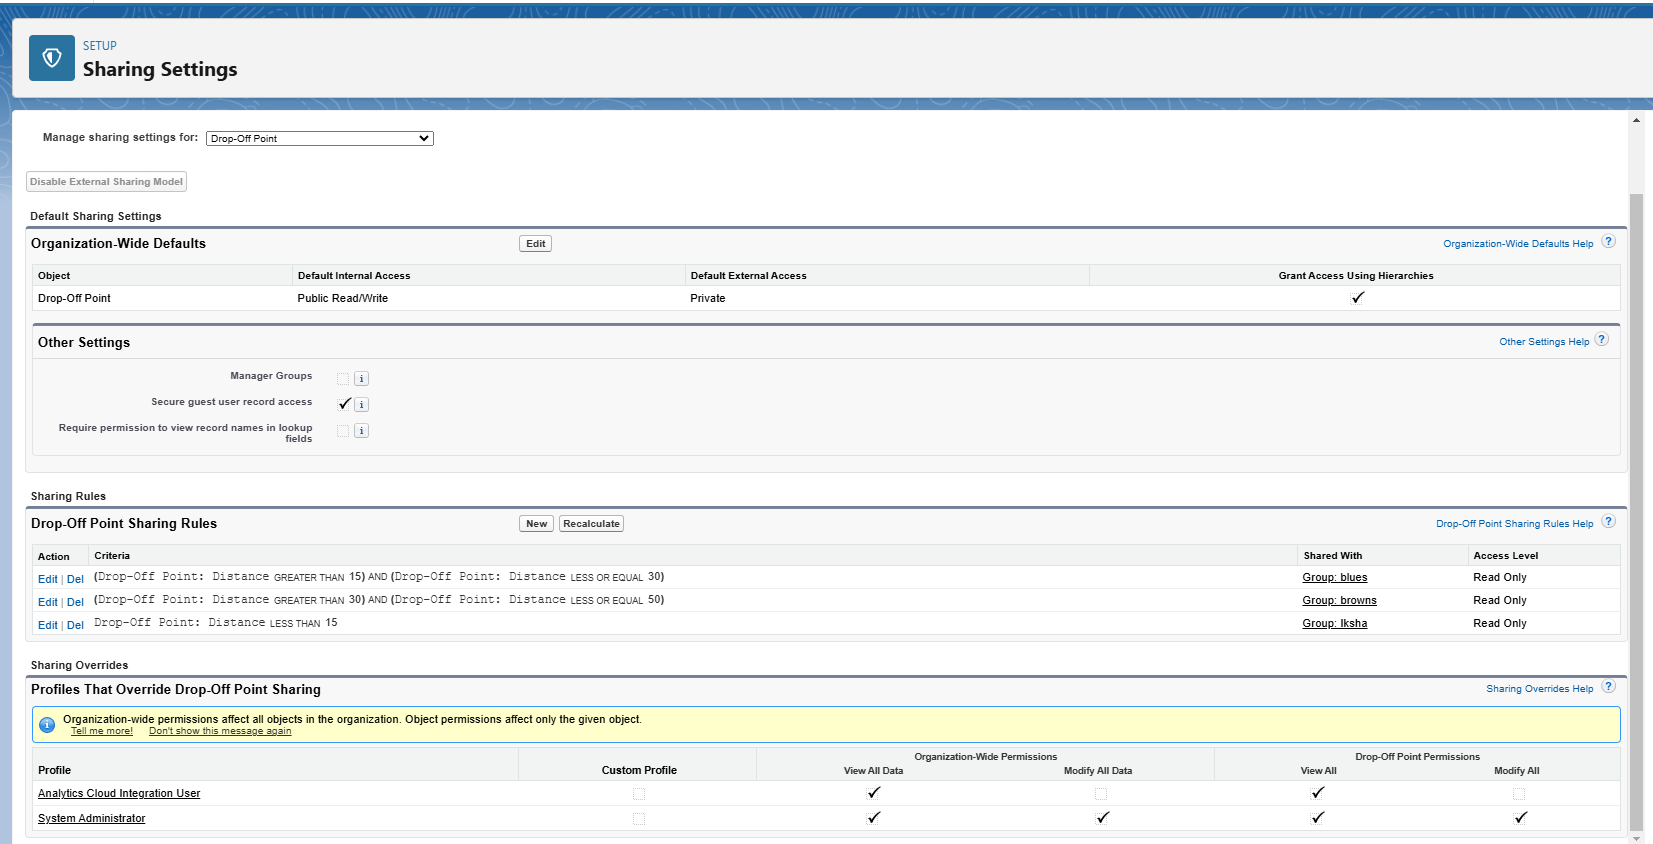 SETUP
Sharing Settings
Manage sharing settings for: Drop-Off Point
Disable External Sharing Model
Default Sharing Settings
Organization-Wide Defaults Edit Organization-Wide Defaults Help ?
Object Default Internal Access Default External Access Grant Access Using Hierarchies
Drop-Off Point Public Read/Write Private
Other Settings Other Settings Help ?
Manager Groups i
Secure guest user record access i
Require permission to view record names in lookup
fields i
Sharing Rules
Drop-Off Point Sharing Rules New Recalculate Drop-Off Point Sharing Rules Help ?
Action Criteria Shared With Access Level
Edit | Del (Drop-Off Point: Distance GREATER THAN 15) AND (Drop-Off Point: Distance LESS OR EQUAL 30) Group: blues Read Only
Edit | Del (Drop-Off Point: Distance GREATER THAN 30) AND (Drop-Off Point: Distance LESS OR EQUAL 50) Group: browns Read Only
Edit | Del Drop-Off Point: Distance LESS THAN 15 Group: Iksha Read Only
Sharing Overrides
Profiles That Override Drop-Off Point Sharing Sharing Overrides Help ?
Organization-wide permissions affect all objects in the organization. Object permissions affect only the given object.
Tell me more! Don't show this message again
Organization-Wide Permissions Drop-Off Point Permissions
Profile Custom Profile View All Data Modify All Data View All Modify All
Analytics Cloud Integration User
System Administrator